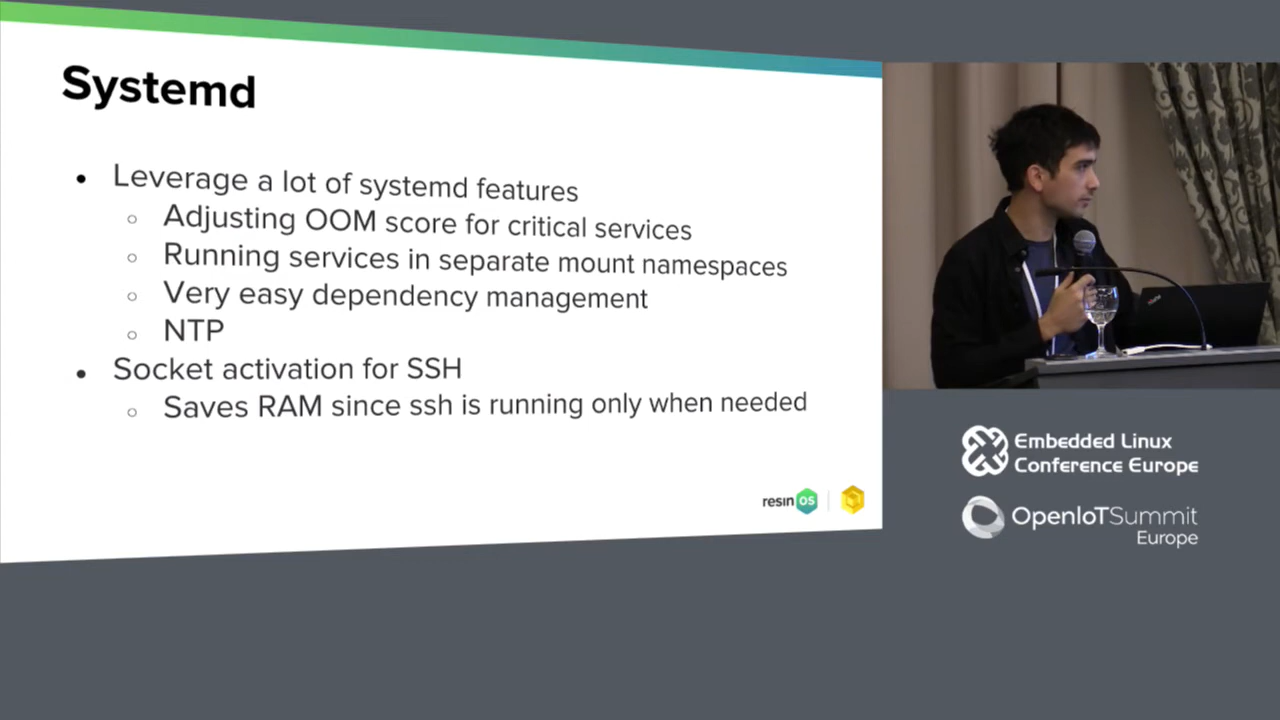 Systemd
● Leverage a lot of systemd features
○ Adjusting OOM score for critical services
○ Running services in separate mount namespaces
○ Very easy dependency management
○ NTP
● Socket activation for SSH
○ Saves RAM since ssh is running only when needed
resin OS
Embedded Linux
Conference Europe
OpenIoTSummit
Europe